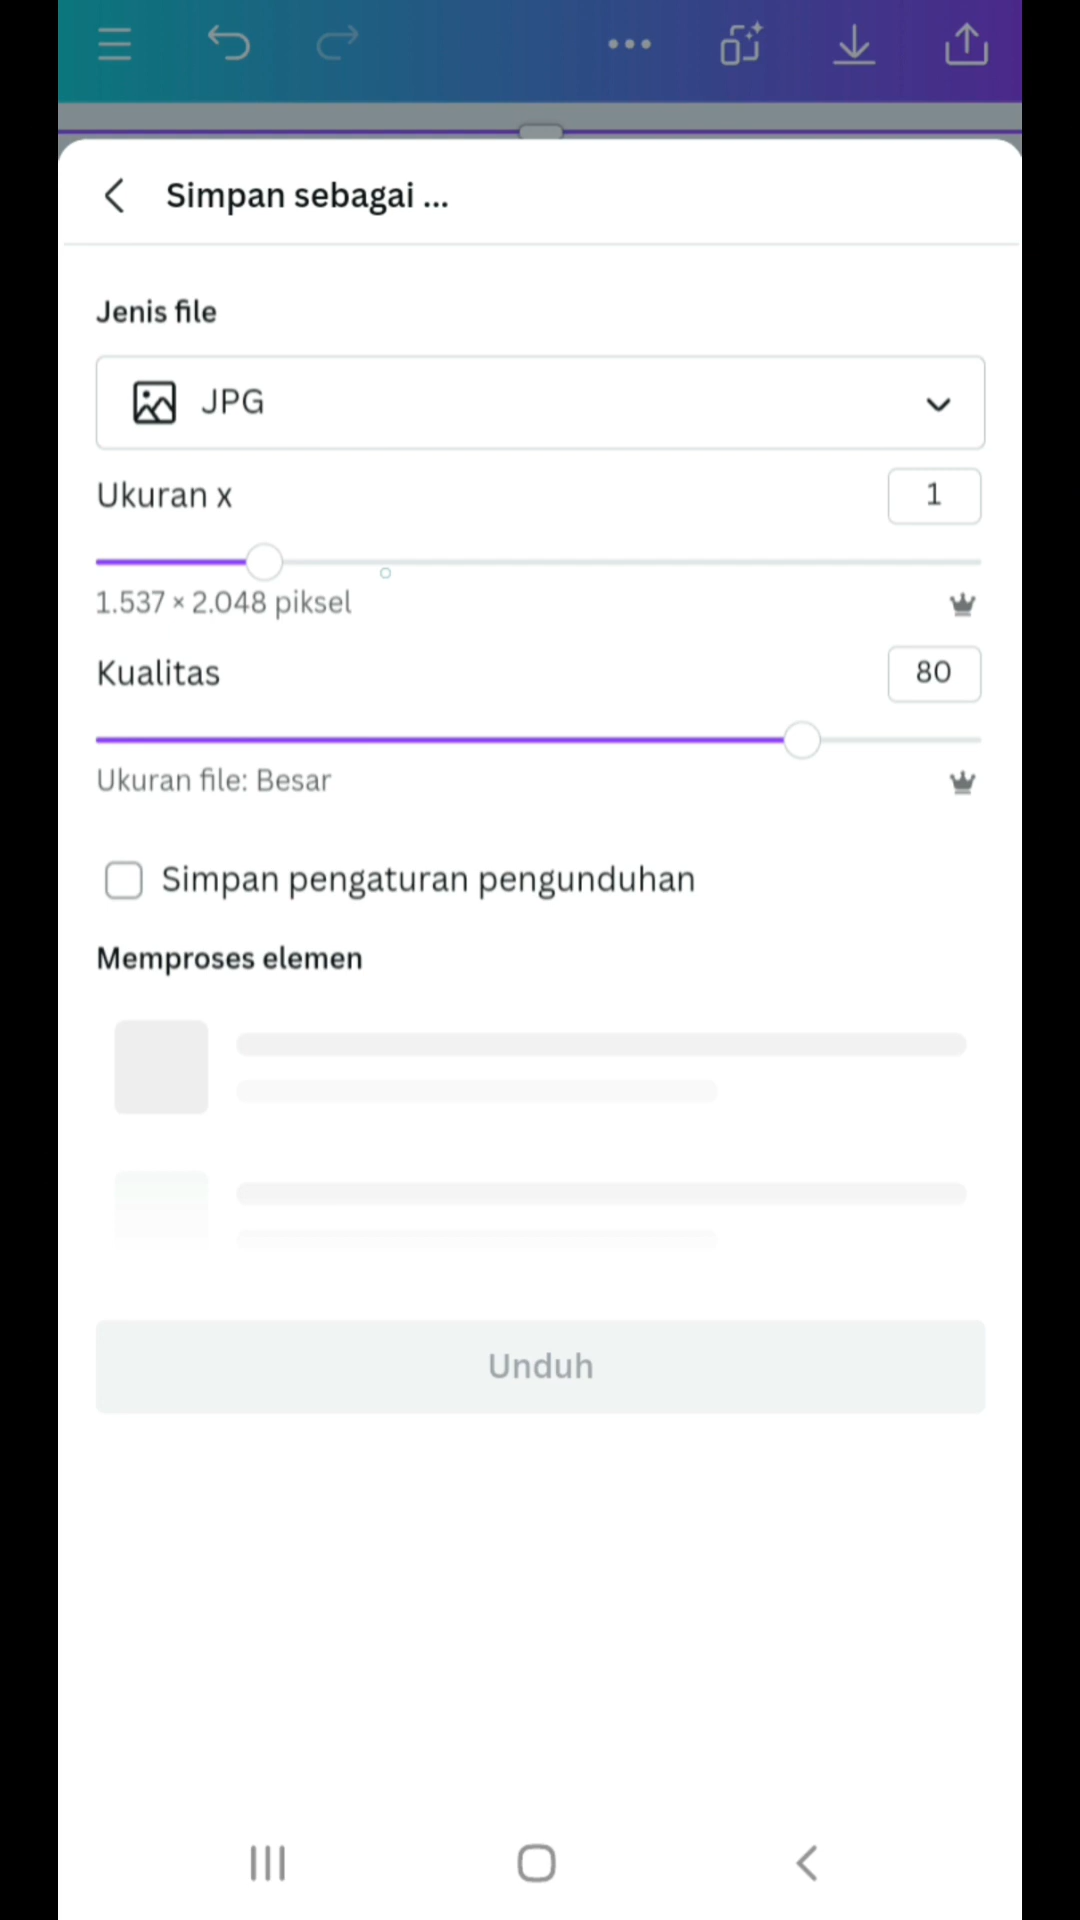 Simpan sebagai ...
Jenis file
JPG
Ukuran x
1
1.537 × 2.048 piksel
Kualitas
80
Ukuran file: Besar
Simpan pengaturan pengunduhan
Memproses elemen
Unduh